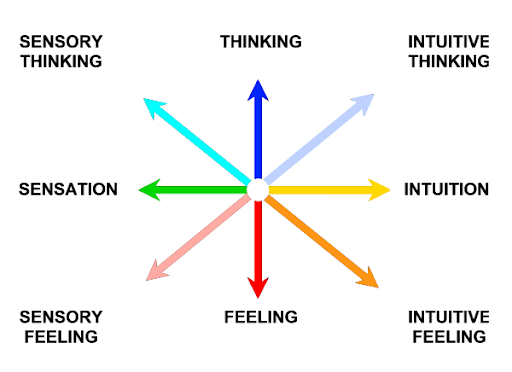 SENSORY
THINKING
THINKING
INTUITIVE
THINKING
SENSATION
INTUITION
SENSORY
FEELING
FEELING
INTUITIVE
FEELING